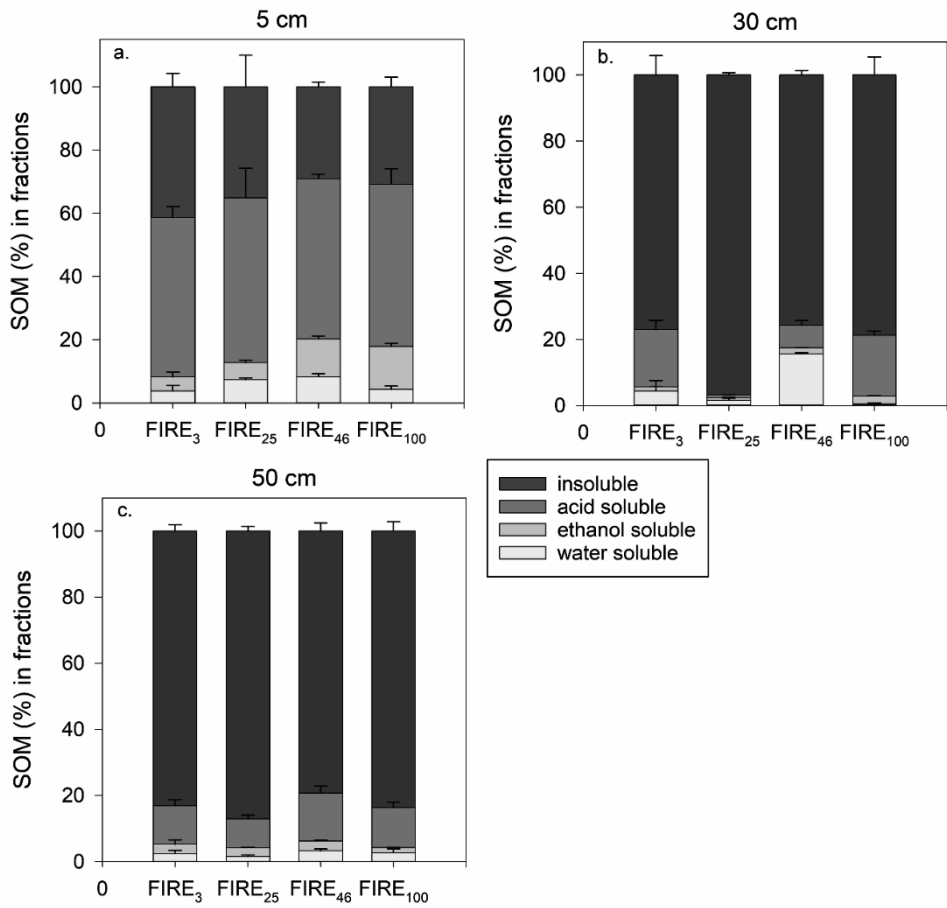 5 cm
a.
SOM (%) in fractions
100
80
60
40
20
0
0 FIRE₃ FIRE₂₅ FIRE₄₆ FIRE₁₀₀
30 cm
b.
SOM (%) in fractions
100
80
60
40
20
0
0 FIRE₃ FIRE₂₅ FIRE₄₆ FIRE₁₀₀
50 cm
c.
SOM (%) in fractions
100
80
60
40
20
0
0 FIRE₃ FIRE₂₅ FIRE₄₆ FIRE₁₀₀
insoluble
acid soluble
ethanol soluble
water soluble